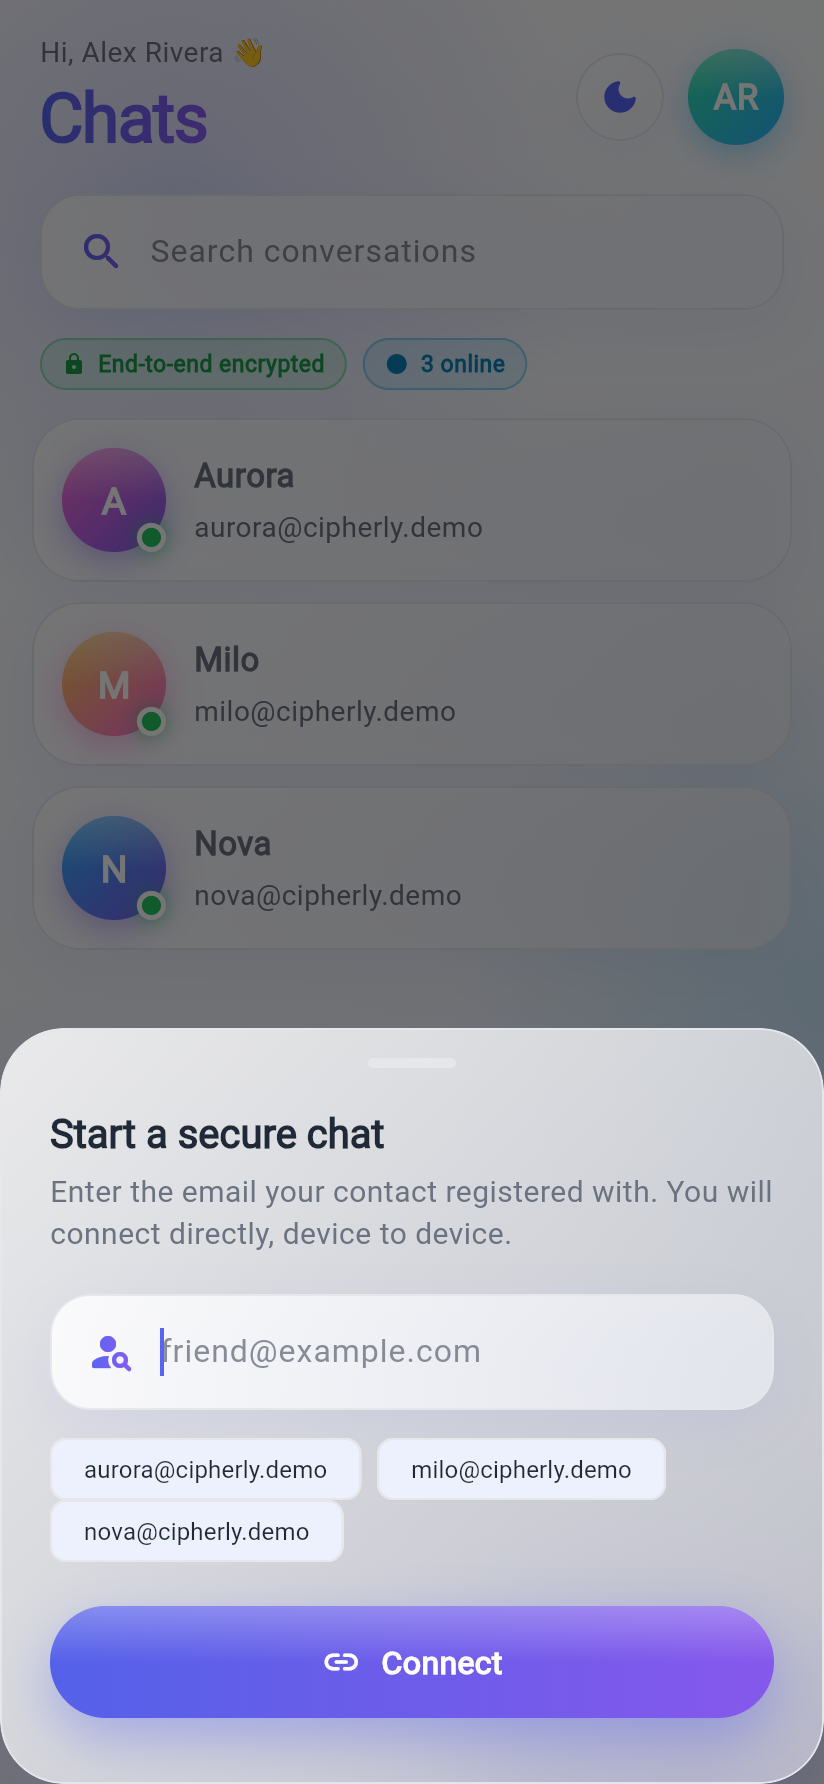 Hi, Alex Rivera 👋
Chats
AR
Search conversations
End-to-end encrypted
3 online
A
Aurora
aurora@cipherly.demo
M
Milo
milo@cipherly.demo
N
Nova
nova@cipherly.demo
Start a secure chat
Enter the email your contact registered with. You will
connect directly, device to device.
friend@example.com
aurora@cipherly.demo
milo@cipherly.demo
nova@cipherly.demo
Connect